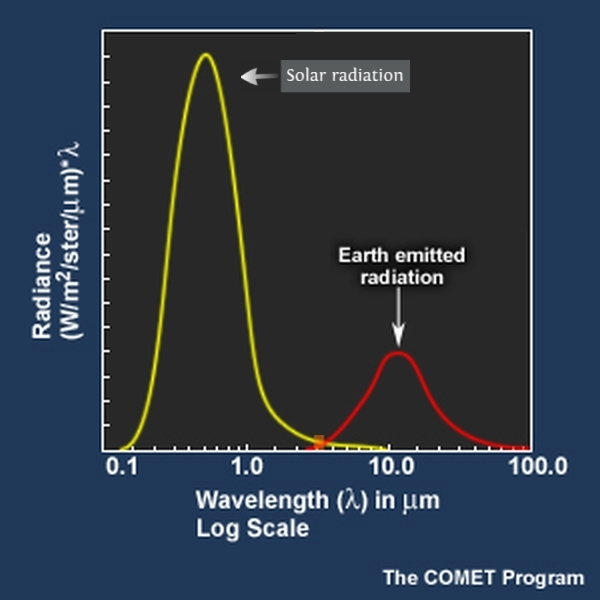 Solar radiation
Earth emitted
radiation
Radiance
(W/m²/ster/μm)*λ
0.1 1.0 10.0 100.0
Wavelength (λ) in μm
Log Scale
The COMET Program